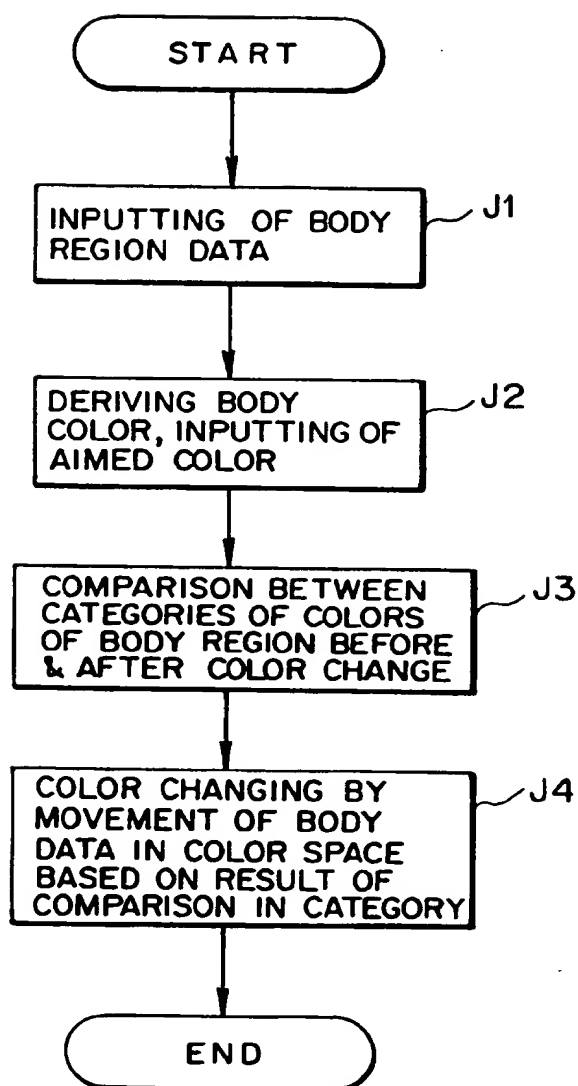 START
INPUTTING OF BODY
REGION DATA
J1
DERIVING BODY
COLOR, INPUTTING OF
AIMED COLOR
J2
COMPARISON BETWEEN
CATEGORIES OF COLORS
OF BODY REGION BEFORE
& AFTER COLOR CHANGE
J3
COLOR CHANGING BY
MOVEMENT OF BODY
DATA IN COLOR SPACE
BASED ON RESULT OF
COMPARISON IN CATEGORY
J4
END